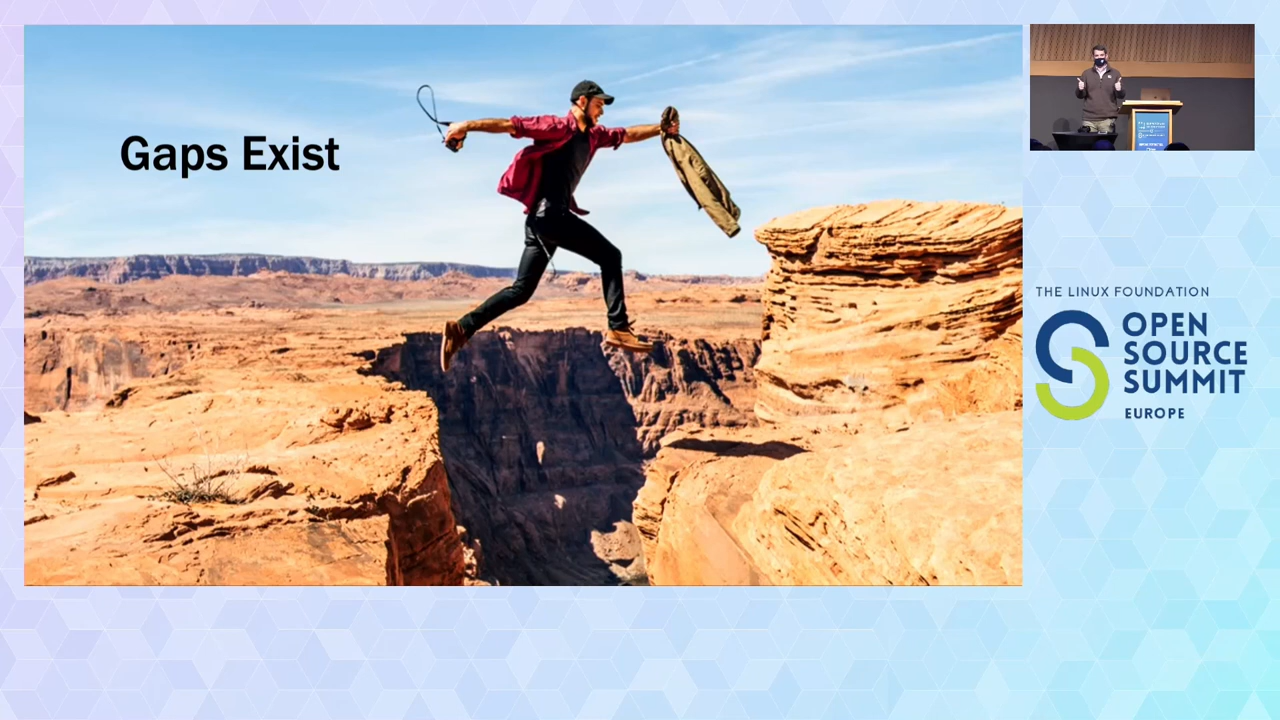 Gaps Exist
THE LINUX FOUNDATION
OPEN
SOURCE
SUMMIT
EUROPE